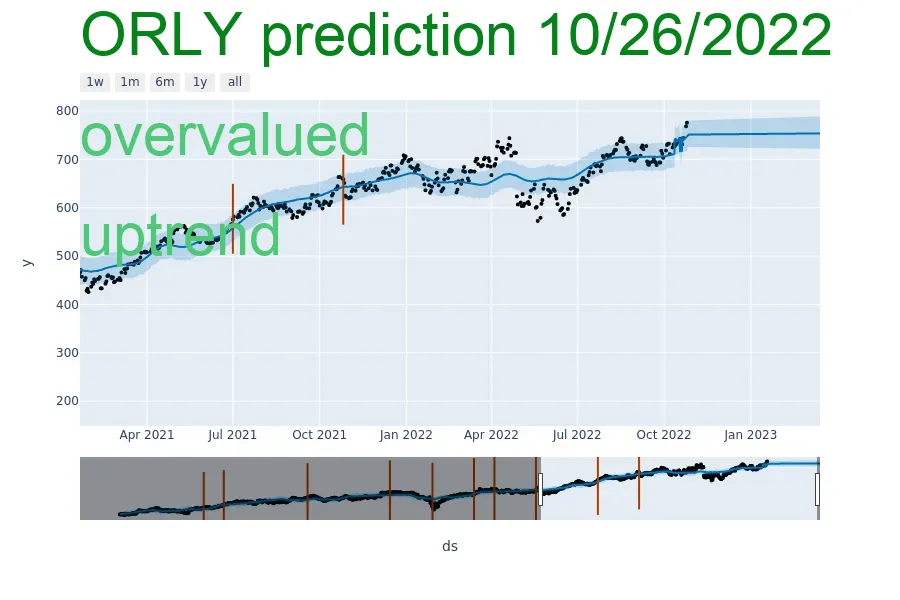 ORLY prediction 10/26/2022
1w 1m 6m 1y all
800
overvalued
700
600
uptrend
500
y
400
300
200
Apr 2021 Jul 2021 Oct 2021 Jan 2022 Apr 2022 Jul 2022 Oct 2022 Jan 2023
ds